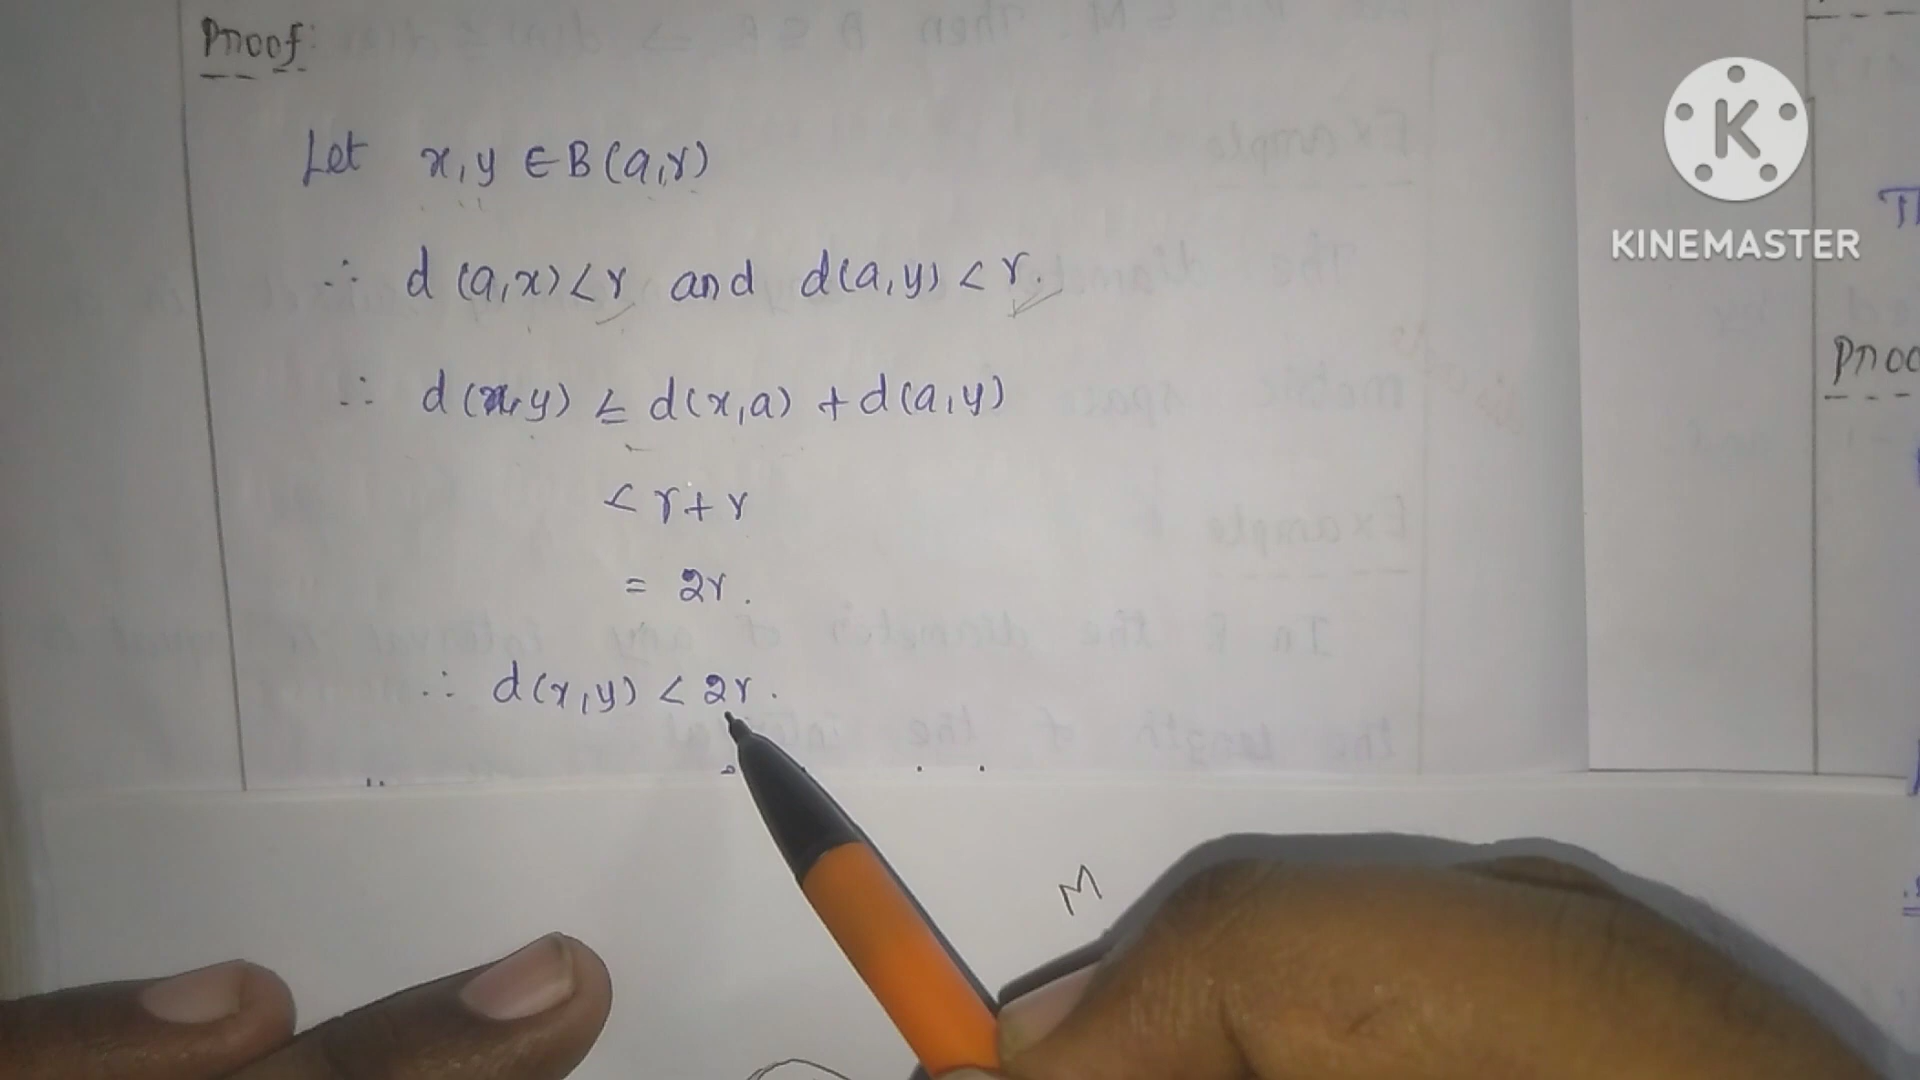 Proof:
Let x, y ∈ B(a,r)
∴ d(a,x) < r and d(a,y) < r.
∴ d(x,y) ≤ d(x,a) + d(a,y)
< r + r
= 2r.
∴ d(x,y) < 2r.
M
K
KINEMASTER